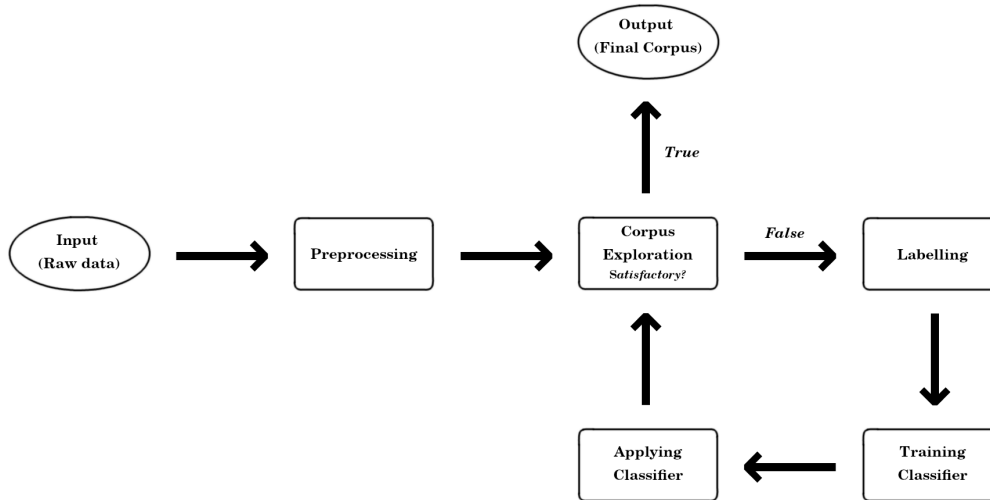 Output
(Final Corpus)
True
Input
(Raw data)
Preprocessing
Corpus
Exploration
Satisfactory?
False
Labelling
Applying
Classifier
Training
Classifier